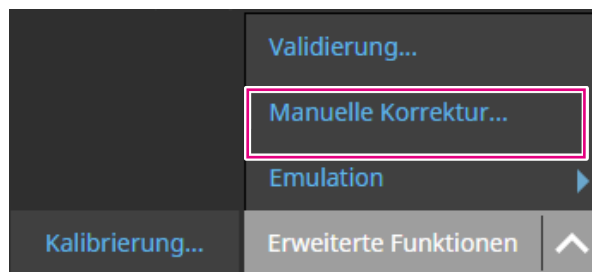 Validierung...
Manuelle Korrektur...
Emulation
Kalibrierung... Erweiterte Funktionen